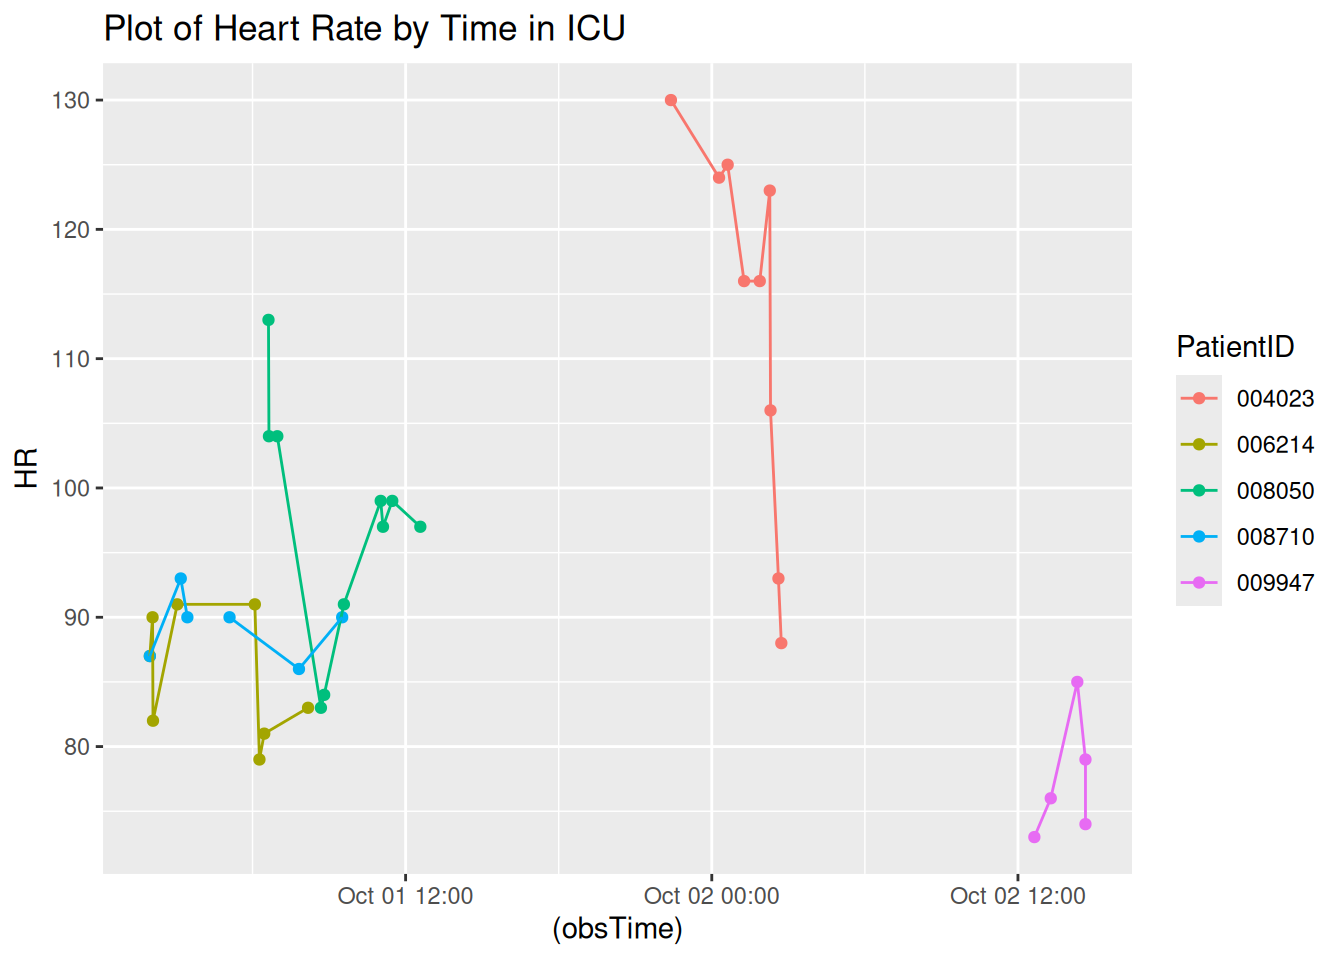 Plot of Heart Rate by Time in ICU
130
120
110
100
90
80
HR
Oct 01 12:00
Oct 02 00:00
Oct 02 12:00
(obsTime)
PatientID
004023
006214
008050
008710
009947